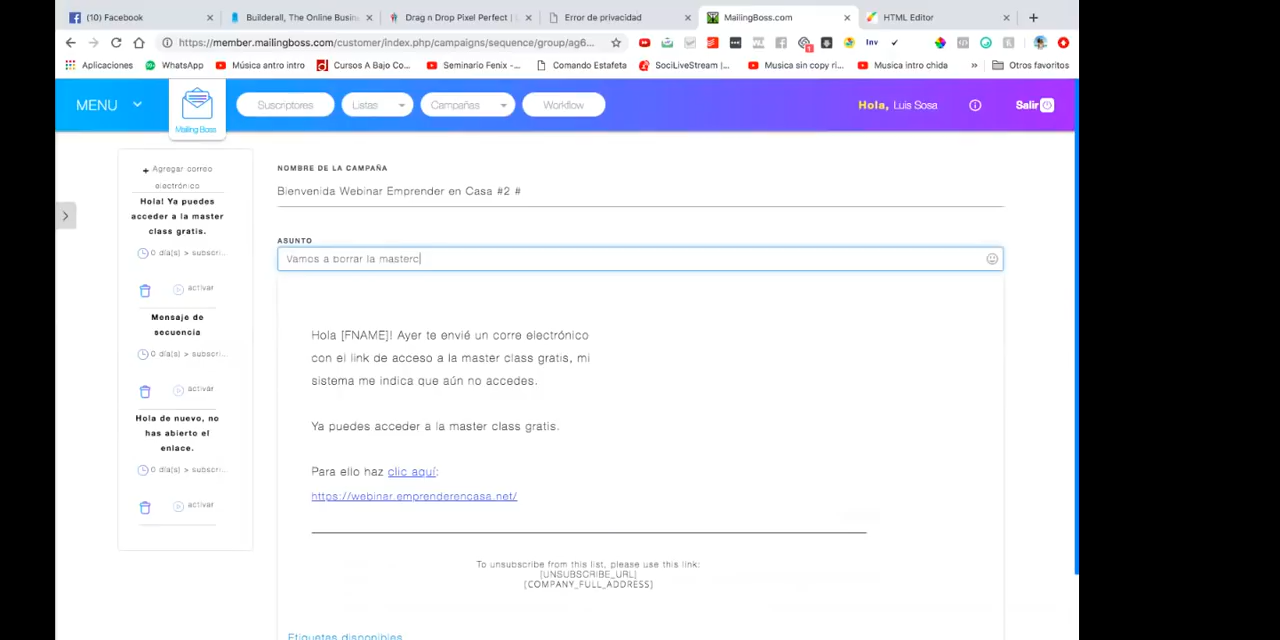 (10) Facebook
Builderall, The Online Busin
Drag n Drop Pixel Perfect | 
Error de privacidad
MailingBoss.com
HTML Editor
https://member.mailingboss.com/customer/index.php/campaigns/sequence/group/ag6...
Inv
Aplicaciones
WhatsApp
Música antro intro
Cursos A Bajo Co...
Seminario Fenix -...
Comando Estafeta
SociLiveStream |...
Musica sin copy ri...
Musica intro chida
»
Otros favoritos
MENU
Mailing Boss
Suscriptores
Listas
Campañas
Workflow
Hola, Luis Sosa
Salir
+ Agregar correo
electrónico
Hola! Ya puedes
acceder a la master
class gratis.
0 día(s) > subscri..
activar
Mensaje de
secuencia
0 día(s) > subscri..
activar
Hola de nuevo, no
has abierto el
enlace.
0 día(s) > subscri..
activar
NOMBRE DE LA CAMPAÑA
Bienvenida Webinar Emprender en Casa #2 #
ASUNTO
Vamos a borrar la masterc
Hola [FNAME]! Ayer te envié un corre electrónico
con el link de acceso a la master class gratis, mi
sistema me indica que aún no accedes.
Ya puedes acceder a la master class gratis.
Para ello haz clic aquí:
https://webinar.emprenderencasa.net/
To unsubscribe from this list, please use this link:
[UNSUBSCRIBE_URL]
[COMPANY_FULL_ADDRESS]
Etiquetas disponibles